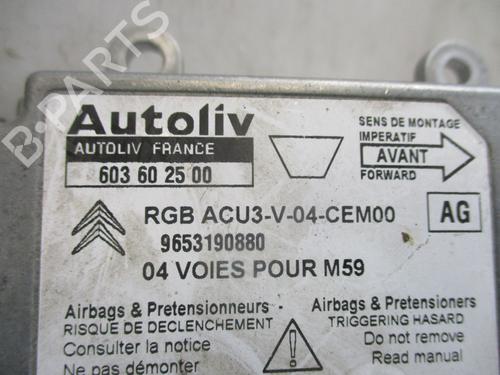 B-PARTS
Autoliv
AUTOLIV FRANCE
603 60 25 00
SENS DE MONTAGE
IMPERATIF
AVANT
FORWARD
RGB ACU3-V-04-CEM00
AG
9653190880
04 VOIES POUR M59
Airbags & Pretensionneurs -
RISQUE DE DECLENCHEMENT
Consulter la notice
Ne pas démonter
Airbags & Pretensioners
TRIGGERING HASARD
Do not remove
Read manual